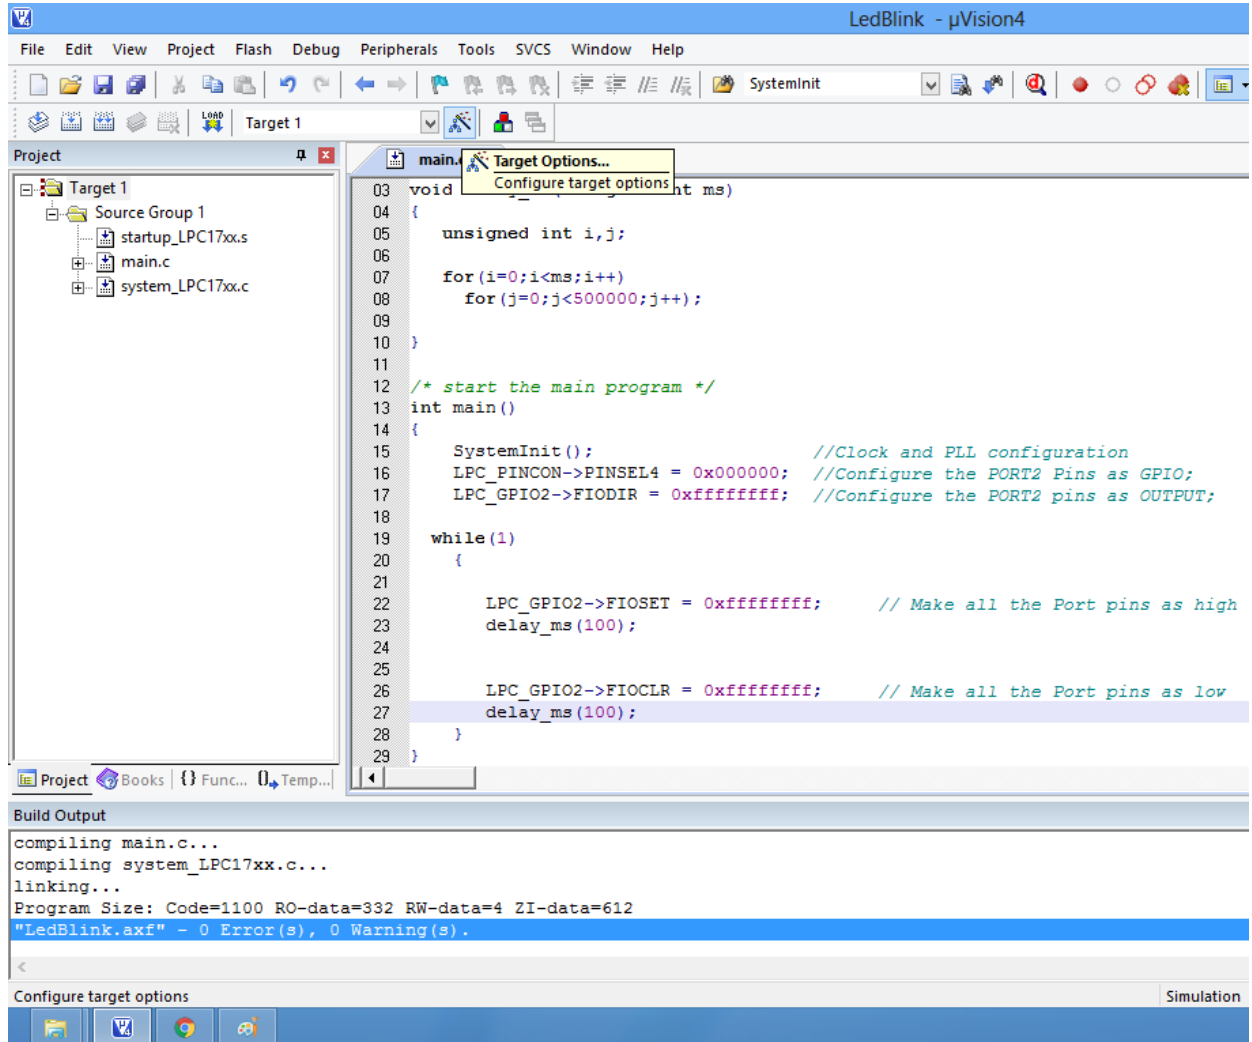 LedBlink - µVision4
File Edit View Project Flash Debug Peripherals Tools SVCS Window Help
SystemInit
LOAD Target 1
Project
main.
Target Options...
Configure target options
Target 1
Source Group 1
startup_LPC17xx.s
main.c
system_LPC17xx.c
03 void nt ms)
04 {
05 unsigned int i,j;
06
07 for(i=0;i<ms;i++)
08 for(j=0;j<500000;j++);
09
10 }
11
12 /* start the main program */
13 int main()
14 {
15 SystemInit(); //Clock and PLL configuration
16 LPC_PINCON->PINSEL4 = 0x000000; //Configure the PORT2 Pins as GPIO;
17 LPC_GPIO2->FIODIR = 0xffffffff; //Configure the PORT2 pins as OUTPUT;
18
19 while(1)
20 {
21
22 LPC_GPIO2->FIOSET = 0xffffffff; // Make all the Port pins as high
23 delay_ms(100);
24
25
26 LPC_GPIO2->FIOCLR = 0xffffffff; // Make all the Port pins as low
27 delay_ms(100);
28 }
29 }
Project Books {} Func... 0 Temp...
Build Output
compiling main.c...
compiling system_LPC17xx.c...
linking...
Program Size: Code=1100 RO-data=332 RW-data=4 ZI-data=612
"LedBlink.axf" - 0 Error(s), 0 Warning(s).
Configure target options Simulation